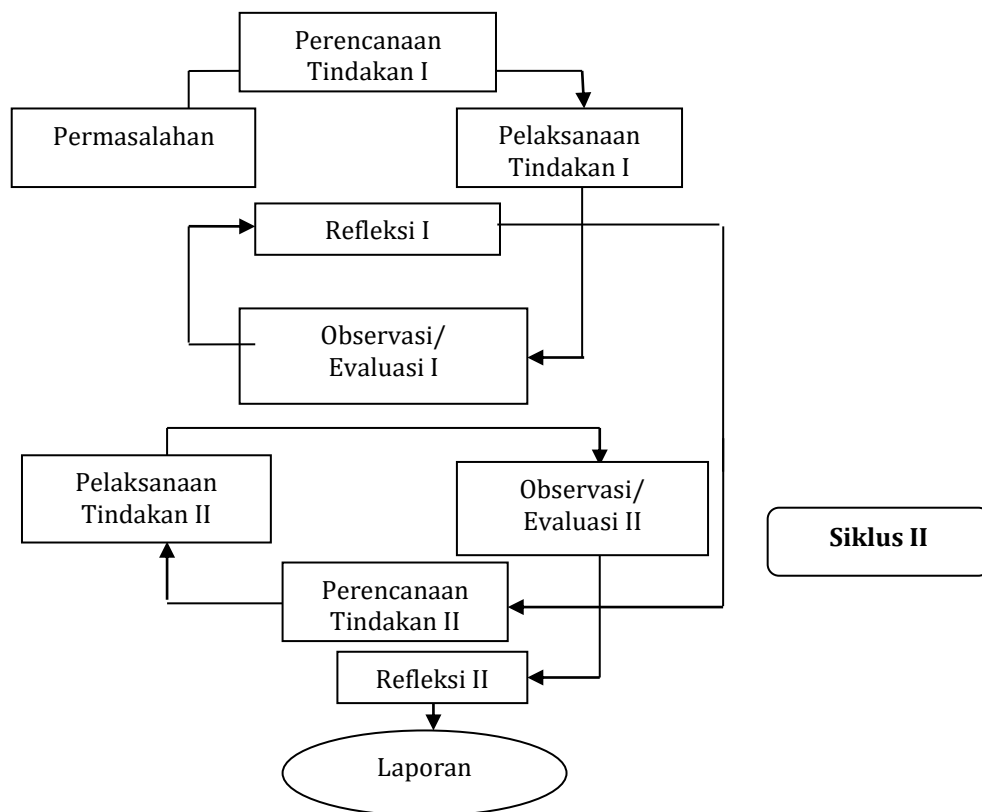 Perencanaan
Tindakan I
Permasalahan
Pelaksanaan
Tindakan I
Refleksi I
Observasi/
Evaluasi I
Pelaksanaan
Tindakan II
Observasi/
Evaluasi II
Siklus II
Perencanaan
Tindakan II
Refleksi II
Laporan